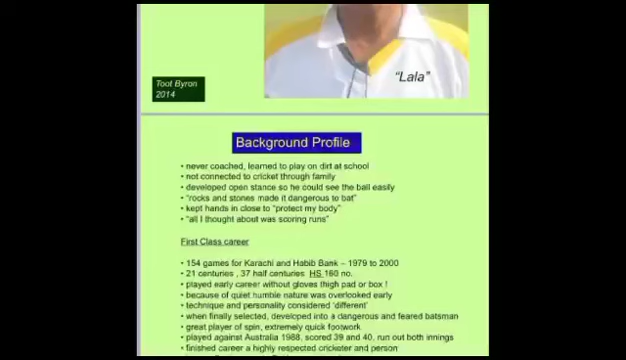 "Lala"
Toot Byron
2014
Background Profile
• never coached, learned to play on dirt at school
• not connected to cricket through family
• developed open stance so he could see the ball easily
• "rocks and stones made it dangerous to bat"
• kept hands in close to "protect my body"
• "all I thought about was scoring runs"
First Class career
• 154 games for Karachi and Habib Bank – 1979 to 2000
• 21 centuries , 37 half centuries HS 160 no.
• played early career without gloves thigh pad or box !
• because of quiet humble nature was overlooked early
• technique and personality considered 'different'
• when finally selected, developed into a dangerous and feared batsman
• great player of spin, extremely quick footwork
• played against Australia 1988, scored 39 and 40, run out both innings
• finished career a highly respected cricketer and person